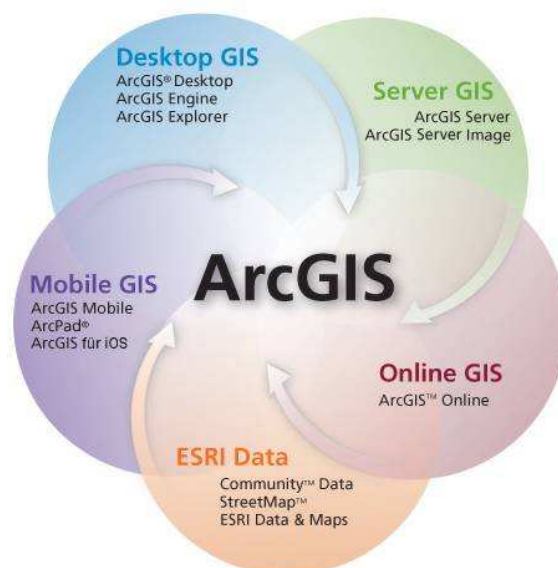 Desktop GIS
ArcGIS® Desktop
ArcGIS Engine
ArcGIS Explorer
Server GIS
ArcGIS Server
ArcGIS Server Image
ArcGIS
Mobile GIS
ArcGIS Mobile
ArcPad®
ArcGIS für iOS
Online GIS
ArcGIS™ Online
ESRI Data
Community™ Data
StreetMap™
ESRI Data & Maps